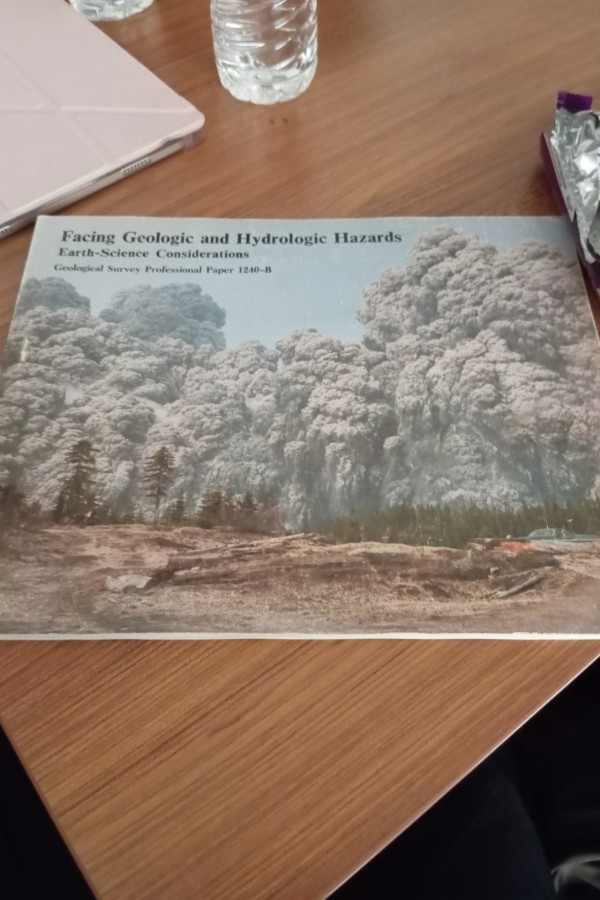 Facing Geologic and Hydrologic Hazards
Earth-Science Considerations
Geological Survey Professional Paper 1240-B